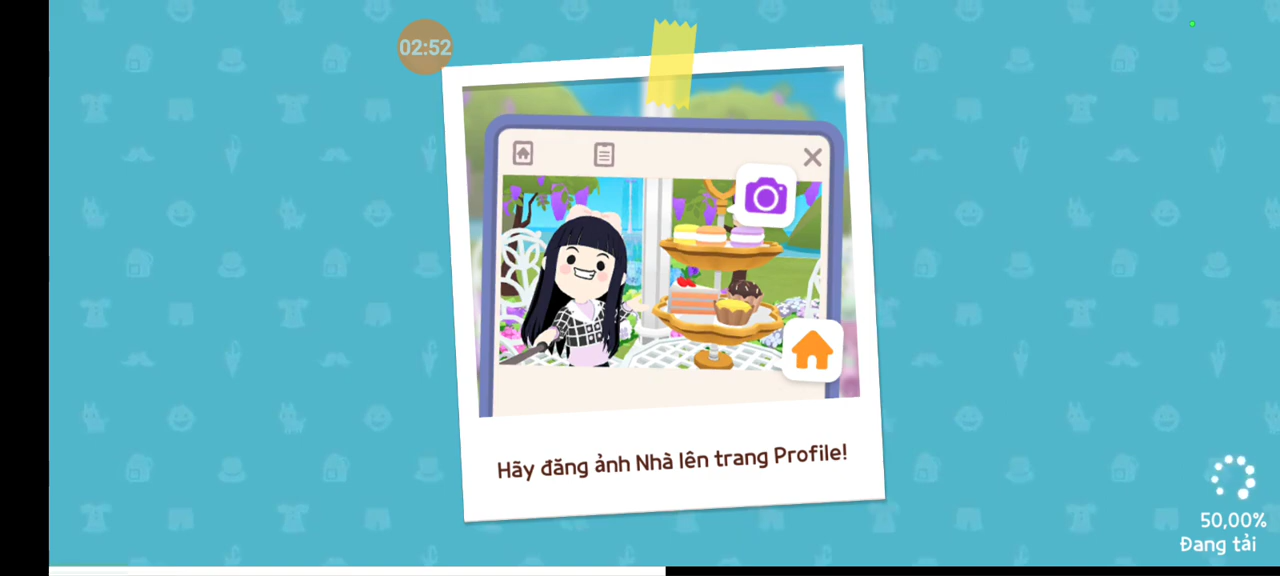 02:52
Hãy đăng ảnh Nhà lên trang Profile!
50,00%
Đang tải